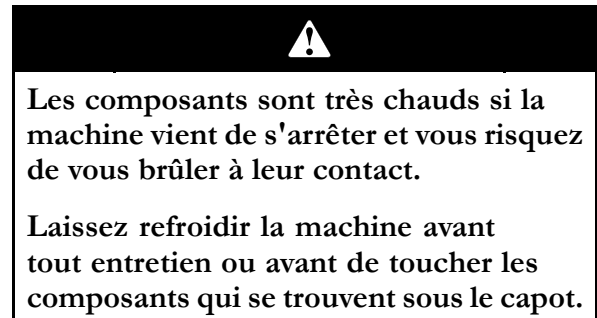 Les composants sont très chauds si la
machine vient de s'arrêter et vous risquez
de vous brûler à leur contact.
Laissez refroidir la machine avant
tout entretien ou avant de toucher les
composants qui se trouvent sous le capot.